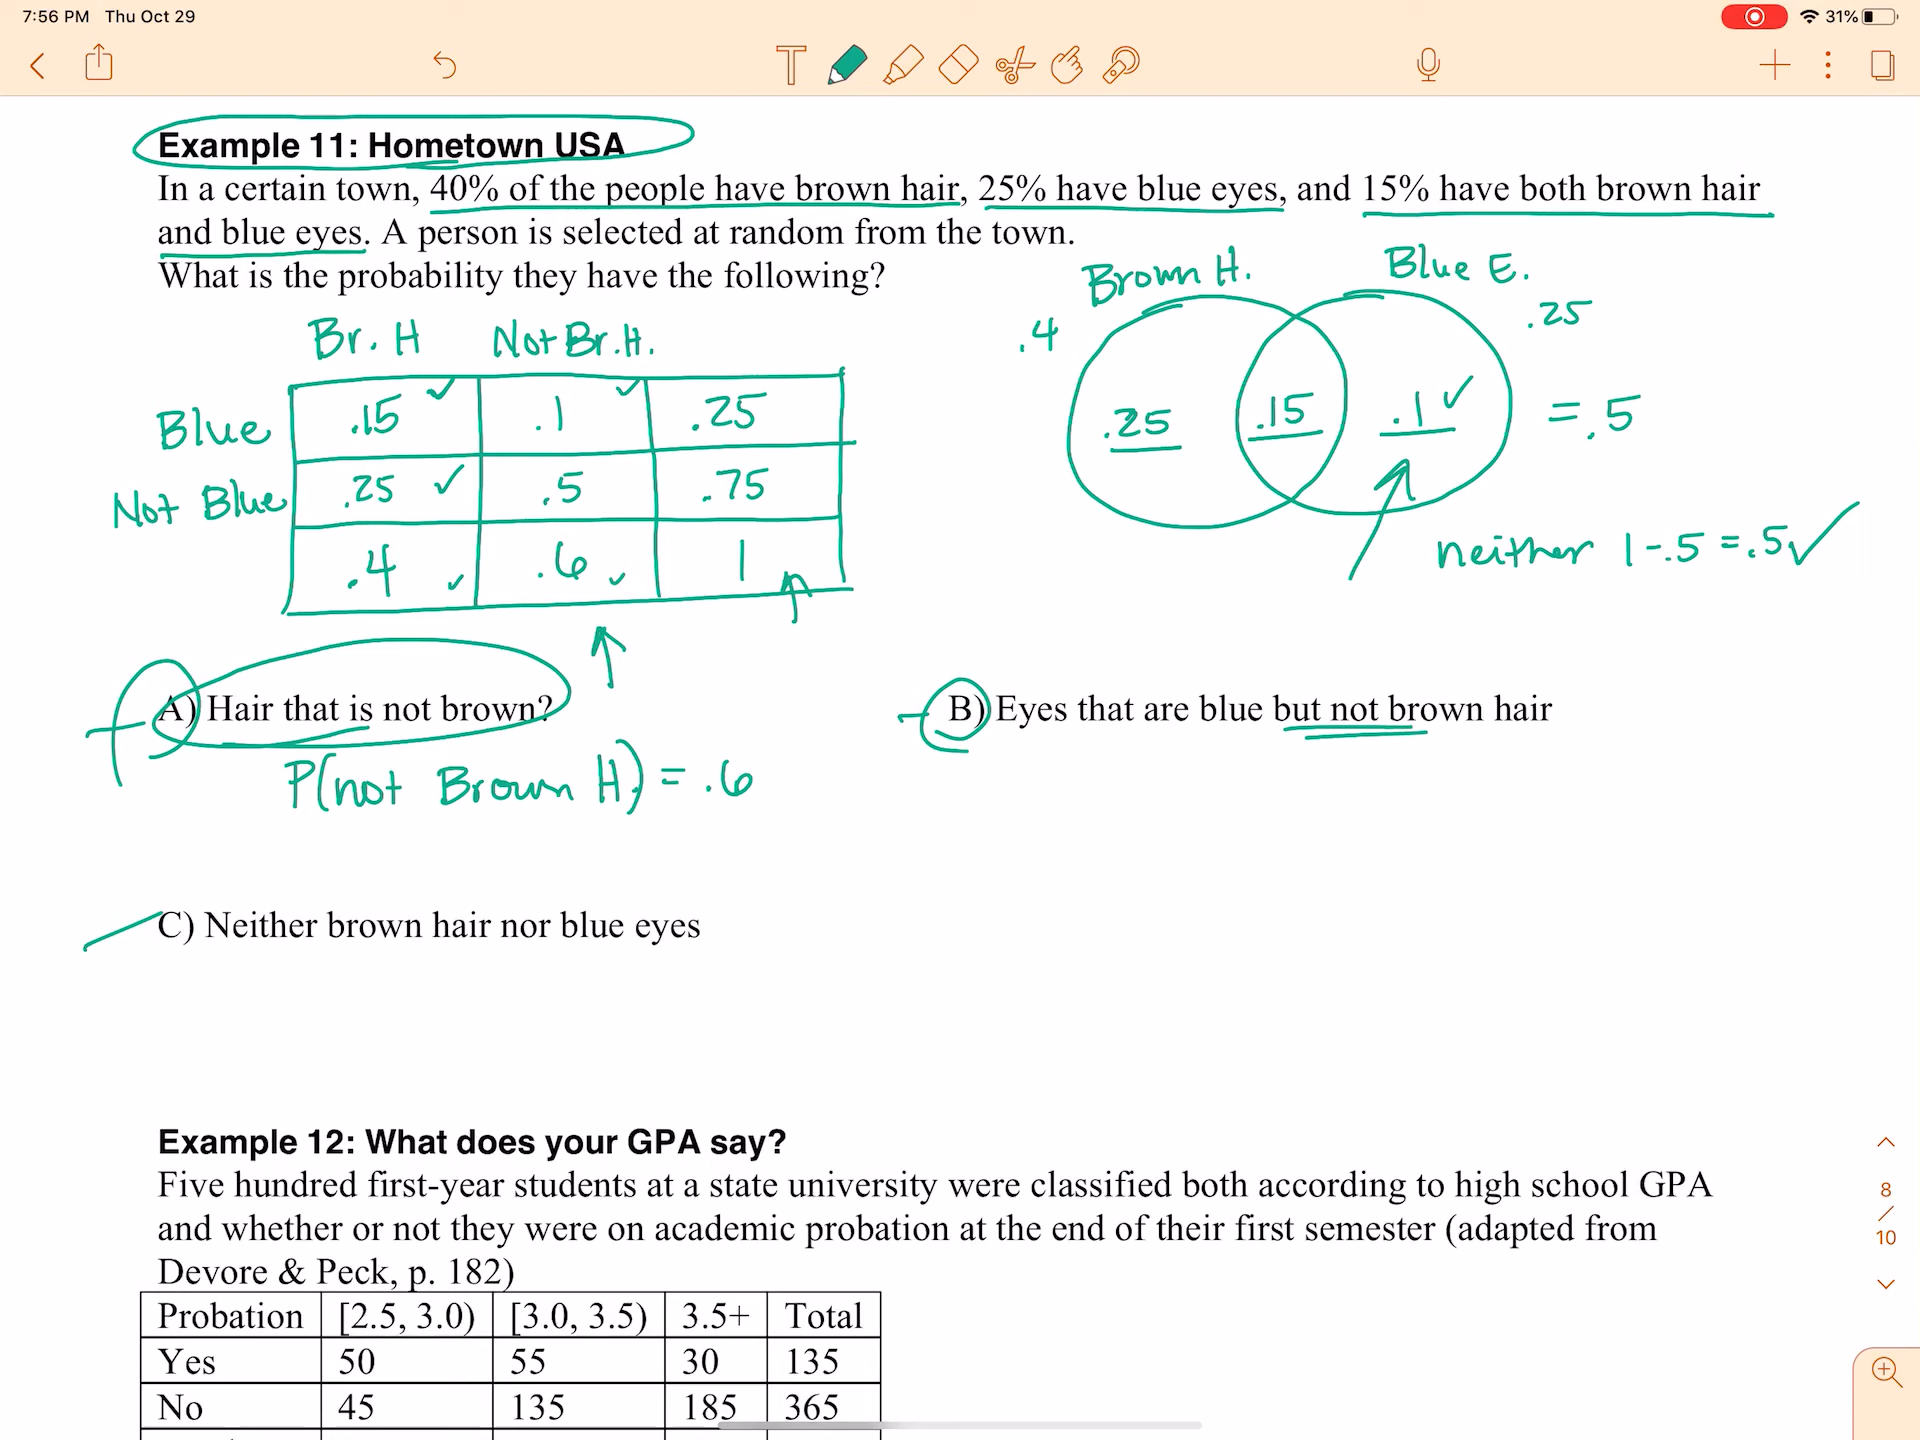 7:56 PM Thu Oct 29
31%
Example 11: Hometown USA
In a certain town, 40% of the people have brown hair, 25% have blue eyes, and 15% have both brown hair
and blue eyes. A person is selected at random from the town.
What is the probability they have the following?
Brown H. Blue E.
.4 .25
Br. H Not Br. H.
Blue .15 .1 .25
Not Blue .25 .5 .75
.4 .6 1
.25 .15 .1 = .5
neither 1 - .5 = .5
A) Hair that is not brown?
P(not Brown H) = .6
B) Eyes that are blue but not brown hair
C) Neither brown hair nor blue eyes
Example 12: What does your GPA say?
Five hundred first-year students at a state university were classified both according to high school GPA
and whether or not they were on academic probation at the end of their first semester (adapted from
Devore & Peck, p. 182)
Probation [2.5, 3.0) [3.0, 3.5) 3.5+ Total
Yes 50 55 30 135
No 45 135 185 365
8
/
10